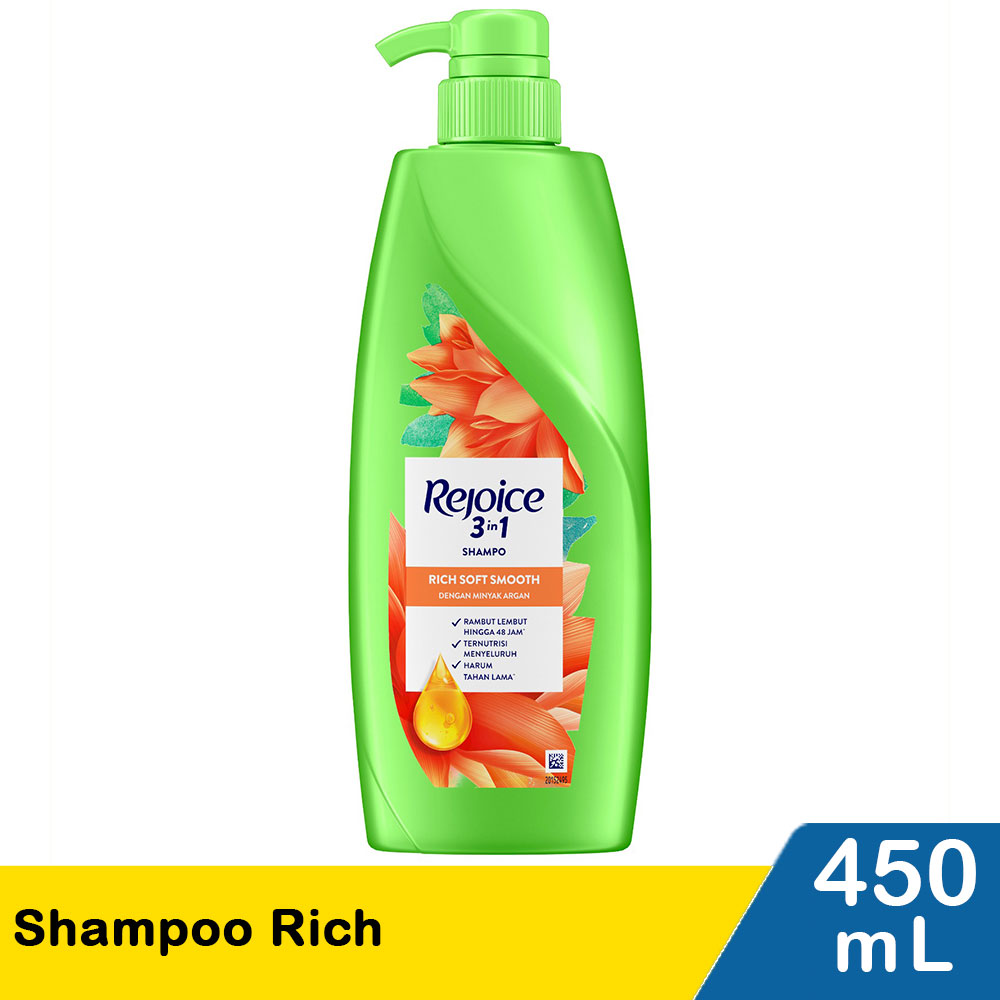 Rejoice
3 in 1
SHAMPO
RICH SOFT SMOOTH
DENGAN MINYAK ARGAN
✓ RAMBUT LEMBUT
HINGGA 48 JAM*
✓ TERNUTRISI
MENYELURUH
✓ HARUM
TAHAN LAMA*
20152495
Shampoo Rich
450
mL